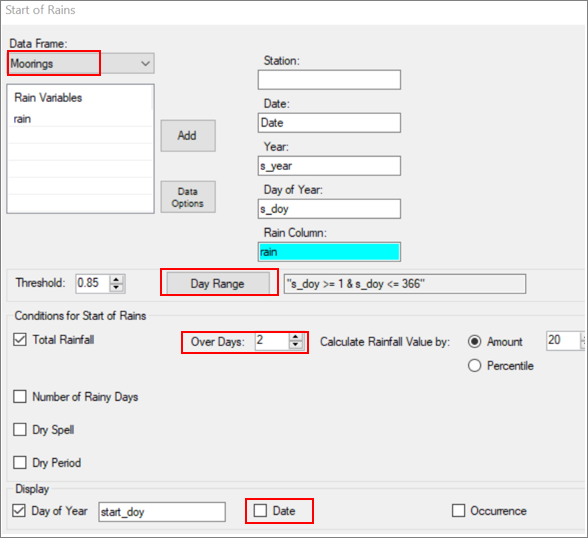 Start of Rains
Data Frame:
Moorings
Station:
Rain Variables
rain
Date:
Date
Add
Year:
s_year
Data
Options
Day of Year:
s_doy
Rain Column:
rain
Threshold: 0.85 Day Range "s_doy >= 1 & s_doy <= 366"
Conditions for Start of Rains
Total Rainfall Over Days: 2 Calculate Rainfall Value by: Amount 20
Percentile
Number of Rainy Days
Dry Spell
Dry Period
Display
Day of Year start_doy Date Occurrence